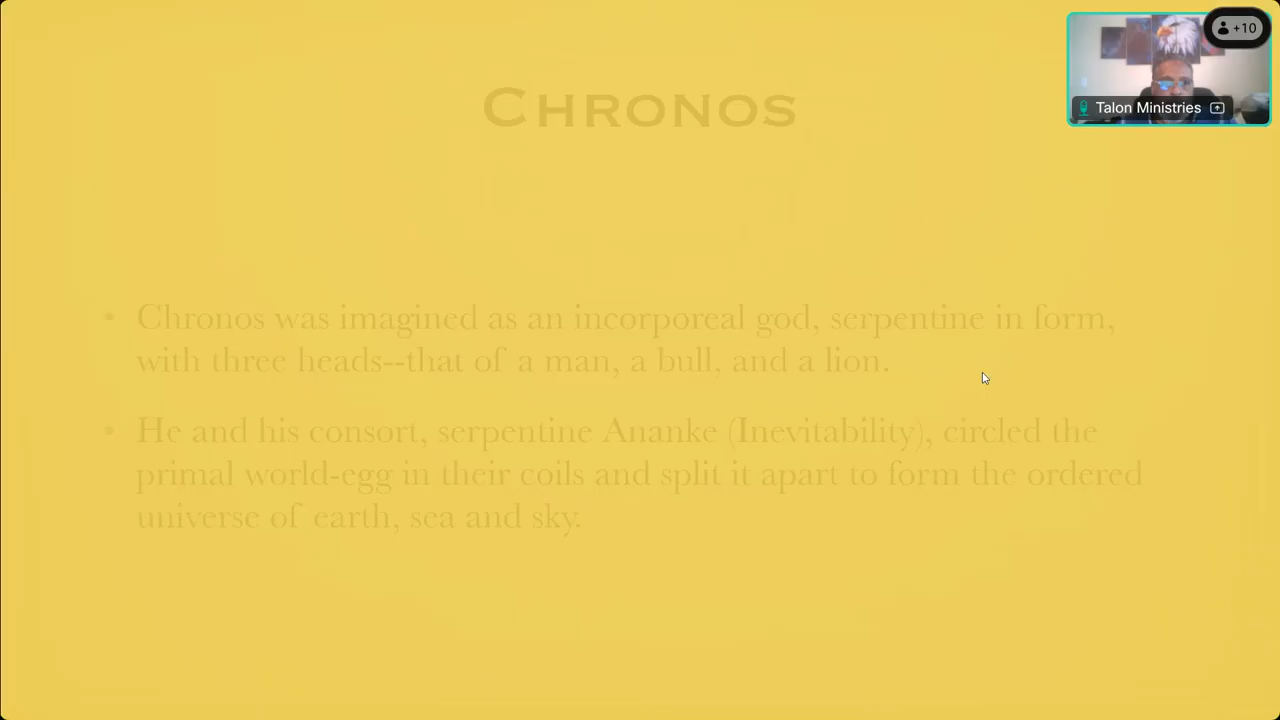 Chronos
+10
Talon Ministries
• Chronos was imagined as an incorporeal god, serpentine in form,
with three heads--that of a man, a bull, and a lion.
• He and his consort, serpentine Ananke (Inevitability), circled the
primal world-egg in their coils and split it apart to form the ordered
universe of earth, sea and sky.